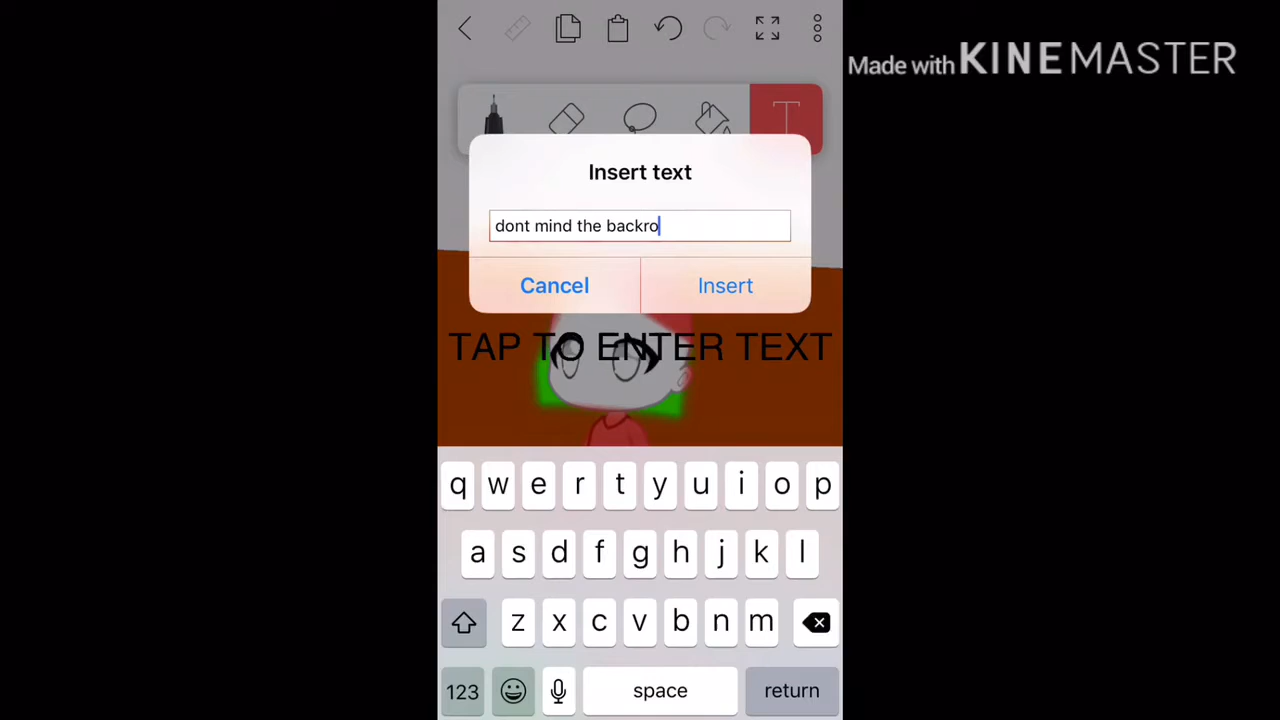 Made with KINEMASTER
T
Insert text
dont mind the backro
Cancel Insert
TAP TO ENTER TEXT
q w e r t y u i o p
a s d f g h j k l
z x c v b n m
123 space return